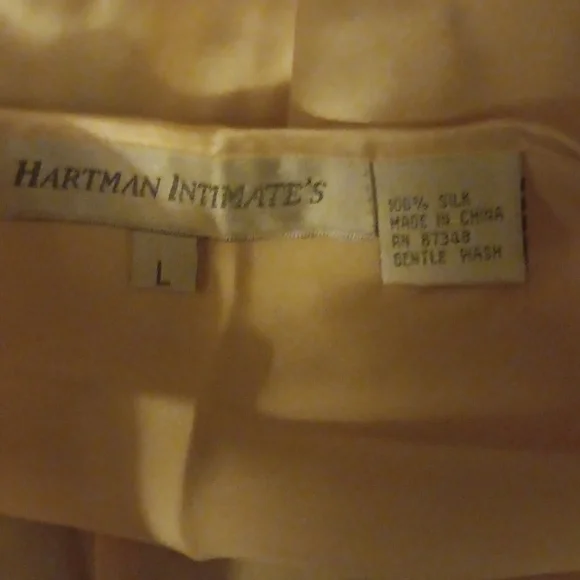 HARTMAN INTIMATE'S
L
100% SILK
MADE IN CHINA
RN 87348
GENTLE WASH